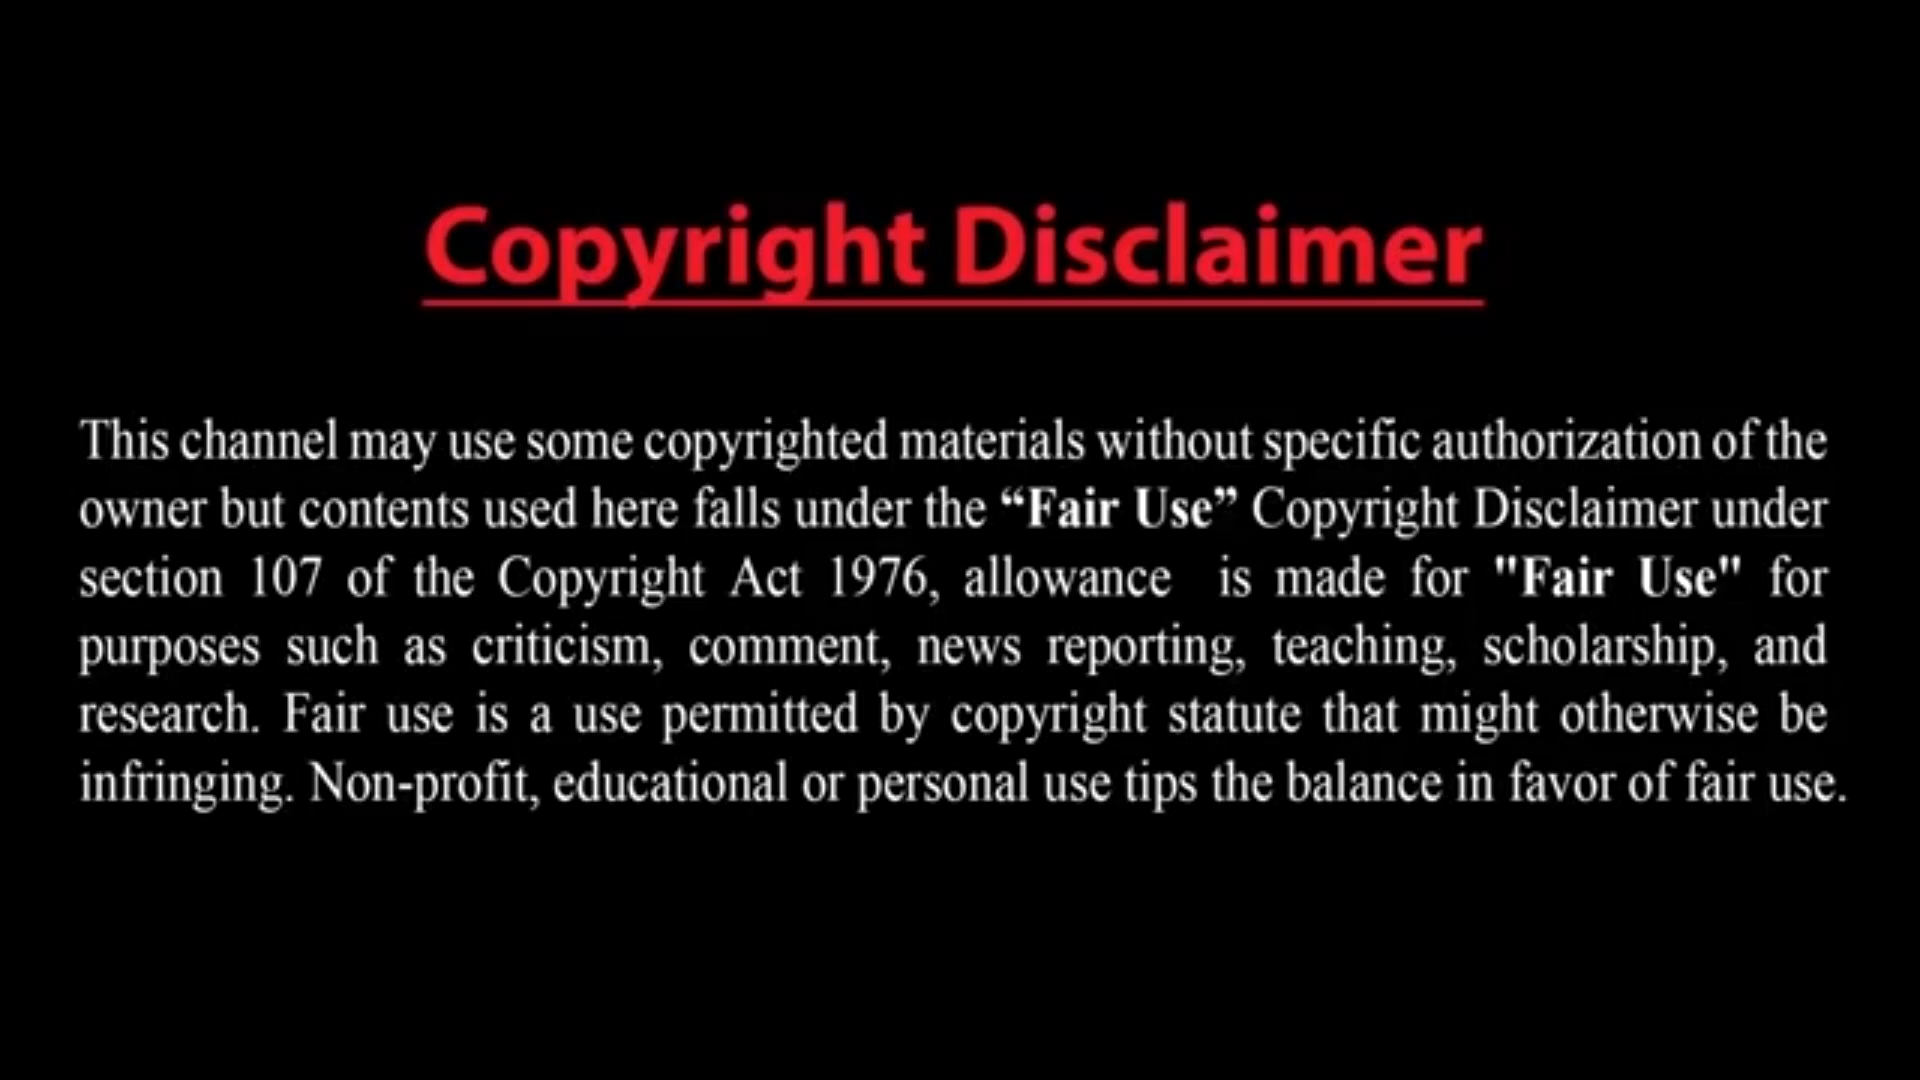 Copyright Disclaimer
This channel may use some copyrighted materials without specific authorization of the
owner but contents used here falls under the “Fair Use” Copyright Disclaimer under
section 107 of the Copyright Act 1976, allowance  is made for "Fair Use" for
purposes such as criticism, comment, news reporting, teaching, scholarship, and
research. Fair use is a use permitted by copyright statute that might otherwise be
infringing. Non-profit, educational or personal use tips the balance in favor of fair use.